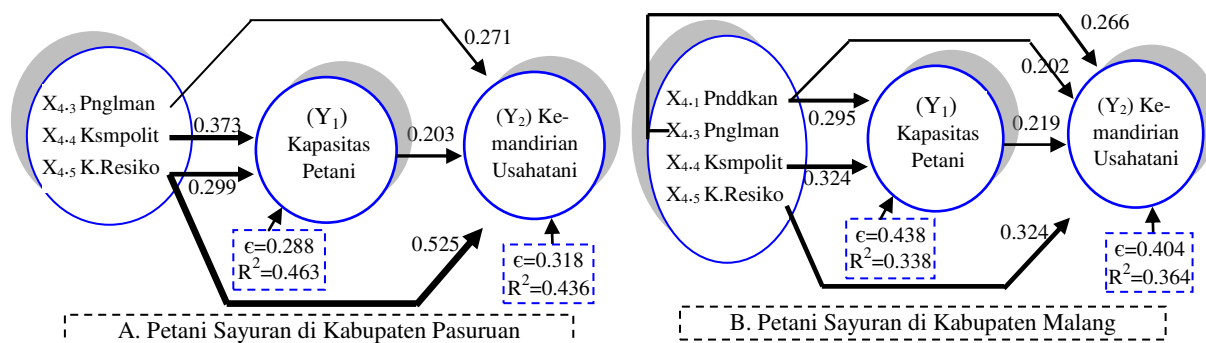 0.271
X4.3 Pnglman
X4.4 Ksmpolit
X4.5 K.Resiko
0.373
0.299
(Y1)
Kapasitas
Petani
0.203
(Y2) Ke-
mandirian
Usahatani
є=0.288
R²=0.463
0.525
є=0.318
R²=0.436
A. Petani Sayuran di Kabupaten Pasuruan
0.266
0.202
X4.1 Pnddkan
X4.3 Pnglman
X4.4 Ksmpolit
X4.5 K.Resiko
0.295
0.324
(Y1)
Kapasitas
Petani
0.219
(Y2) Ke-
mandirian
Usahatani
є=0.438
R²=0.338
0.324
є=0.404
R²=0.364
B. Petani Sayuran di Kabupaten Malang